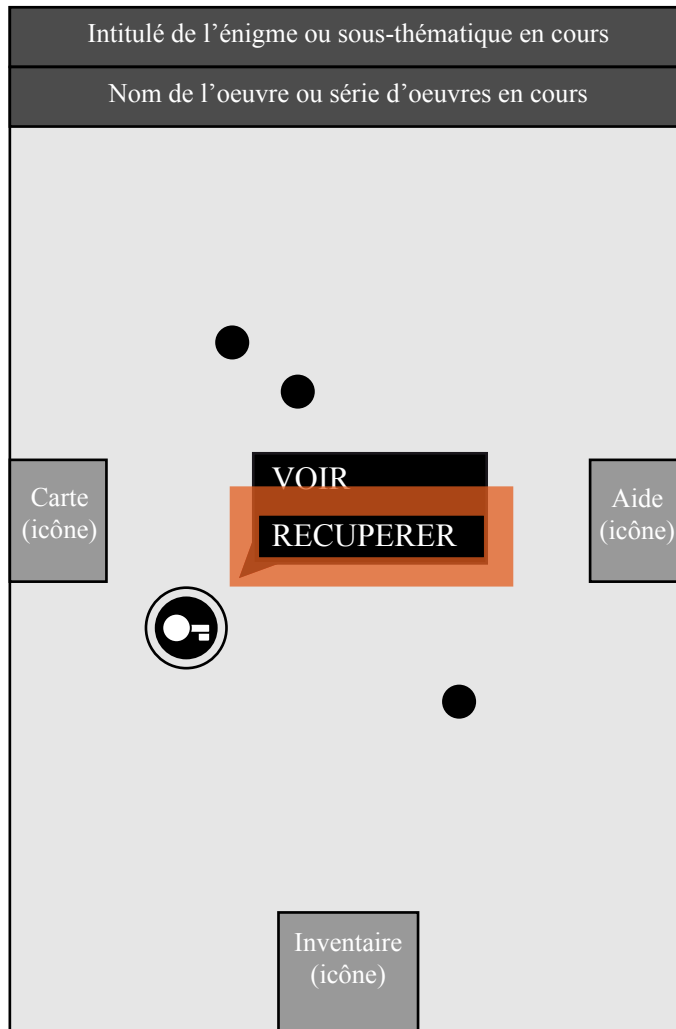 Intitulé de l’énigme ou sous-thématique en cours
Nom de l’oeuvre ou série d’oeuvres en cours
VOIR
RECUPERER
Carte
(icône)
Aide
(icône)
Inventaire
(icône)